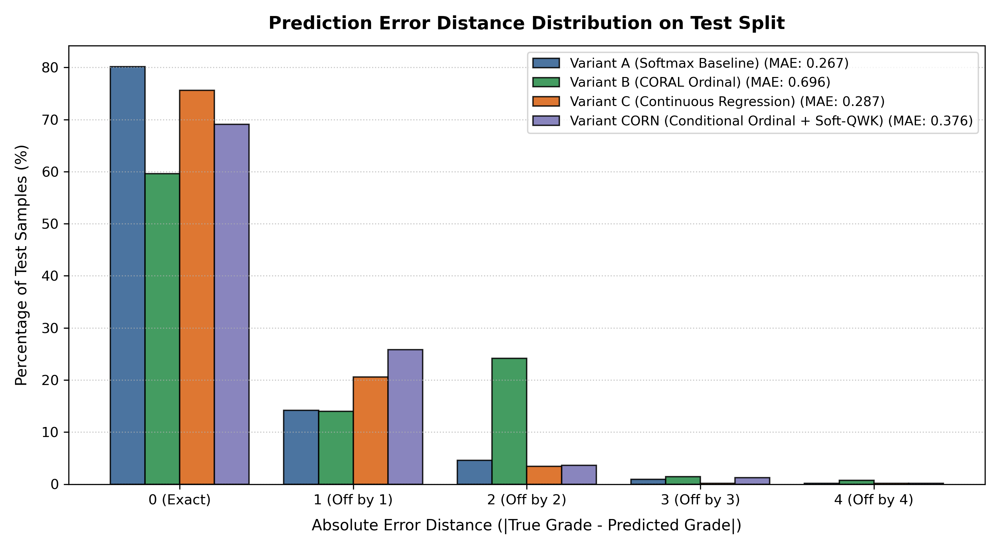 Prediction Error Distance Distribution on Test Split
Variant A (Softmax Baseline) (MAE: 0.267)
Variant B (CORAL Ordinal) (MAE: 0.696)
Variant C (Continuous Regression) (MAE: 0.287)
Variant CORN (Conditional Ordinal + Soft-QWK) (MAE: 0.376)
Percentage of Test Samples (%)
80
70
60
50
40
30
20
10
0
0 (Exact)
1 (Off by 1)
2 (Off by 2)
3 (Off by 3)
4 (Off by 4)
Absolute Error Distance (|True Grade - Predicted Grade|)